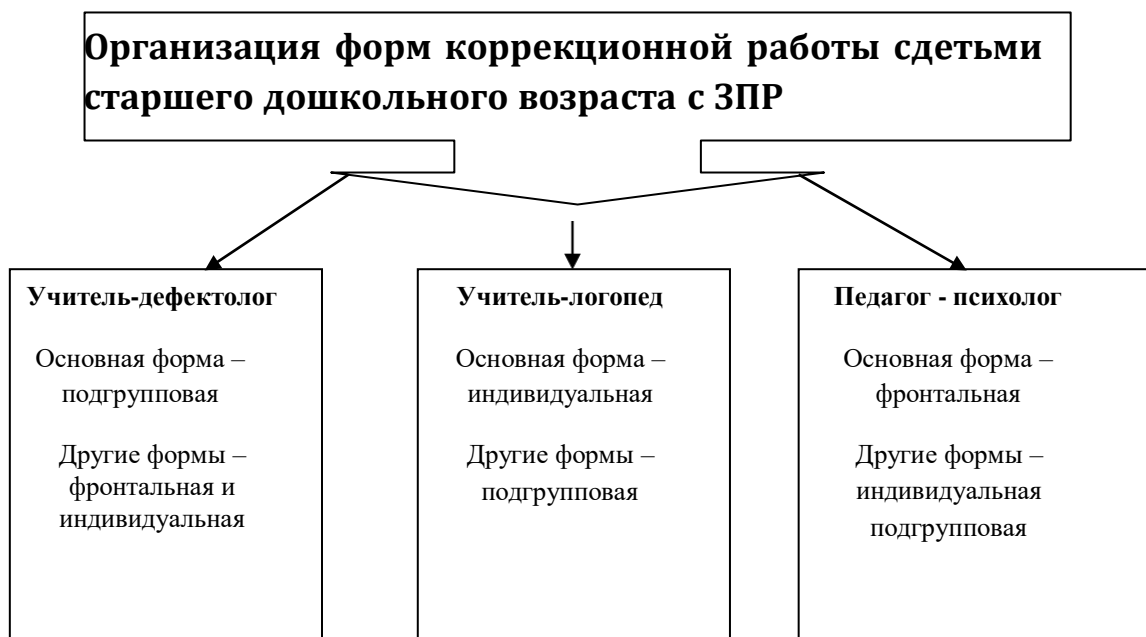 Организация форм коррекционной работы сдетьми
старшего дошкольного возраста с ЗПР
Учитель-дефектолог
Основная форма –
подгрупповая
Другие формы –
фронтальная и
индивидуальная
Учитель-логопед
Основная форма –
индивидуальная
Другие формы –
подгрупповая
Педагог - психолог
Основная форма –
фронтальная
Другие формы –
индивидуальная
подгрупповая